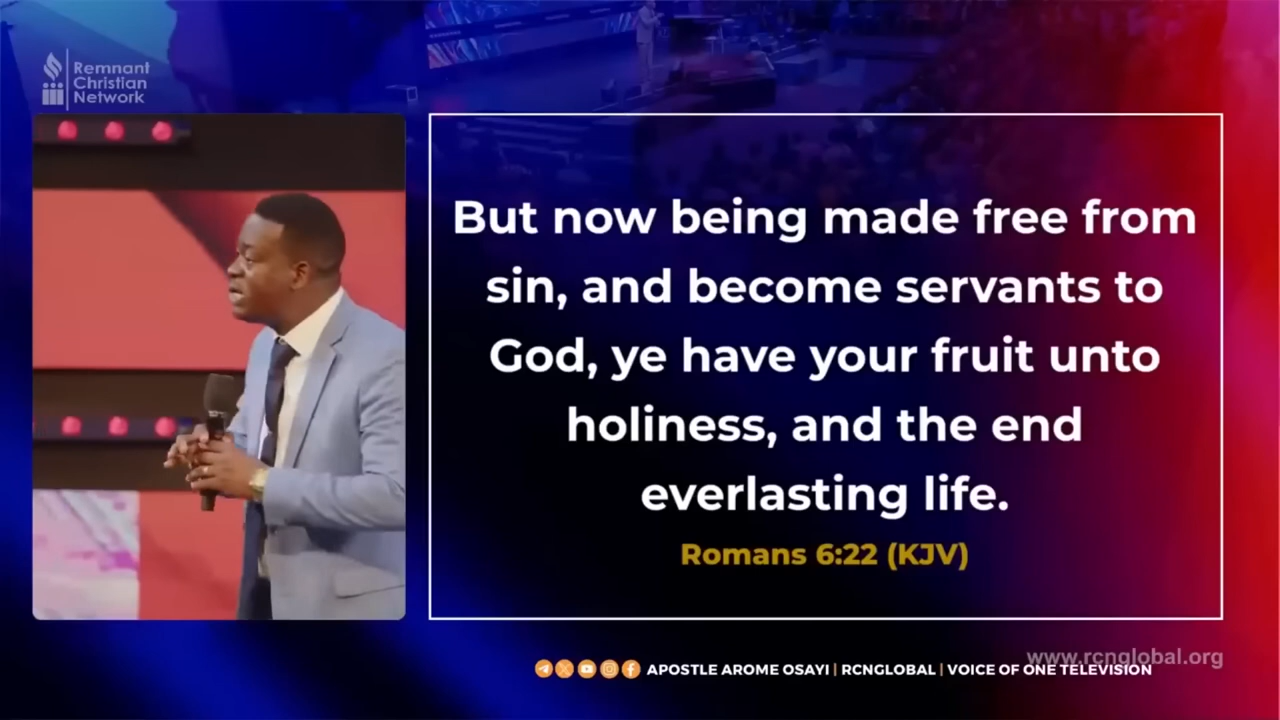 Remnant
Christian
Network
But now being made free from
sin, and become servants to
God, ye have your fruit unto
holiness, and the end
everlasting life.
Romans 6:22 (KJV)
www.rcnglobal.org
APOSTLE AROME OSAYI | RCNGLOBAL | VOICE OF ONE TELEVISION